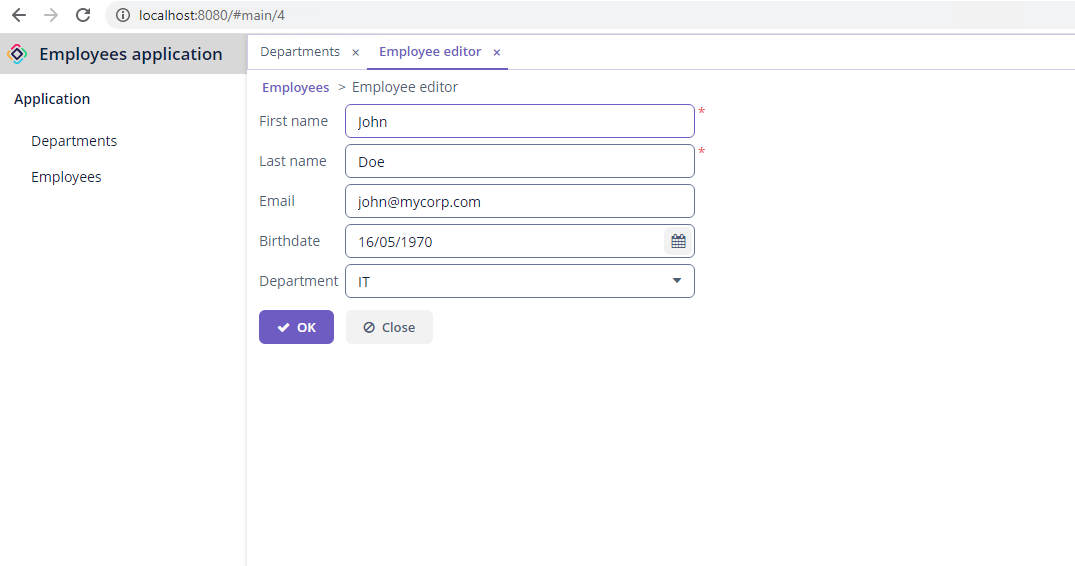 localhost:8080/#main/4
Employees application
Departments × Employee editor ×
Application
Departments
Employees
Employees > Employee editor
First name John *
Last name Doe *
Email john@mycorp.com
Birthdate 16/05/1970
Department IT
OK Close